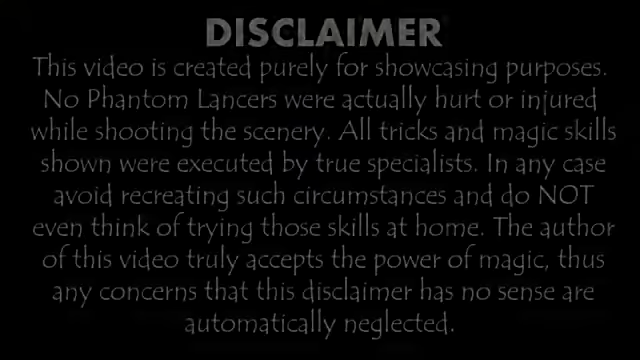 DISCLAIMER
This video is created purely for showcasing purposes.
No Phantom Lancers were actually hurt or injured
while shooting the scenery. All tricks and magic skills
shown were executed by true specialists. In any case
avoid recreating such circumstances and do NOT
even think of trying those skills at home. The author
of this video truly accepts the power of magic, thus
any concerns that this disclaimer has no sense are
automatically neglected.